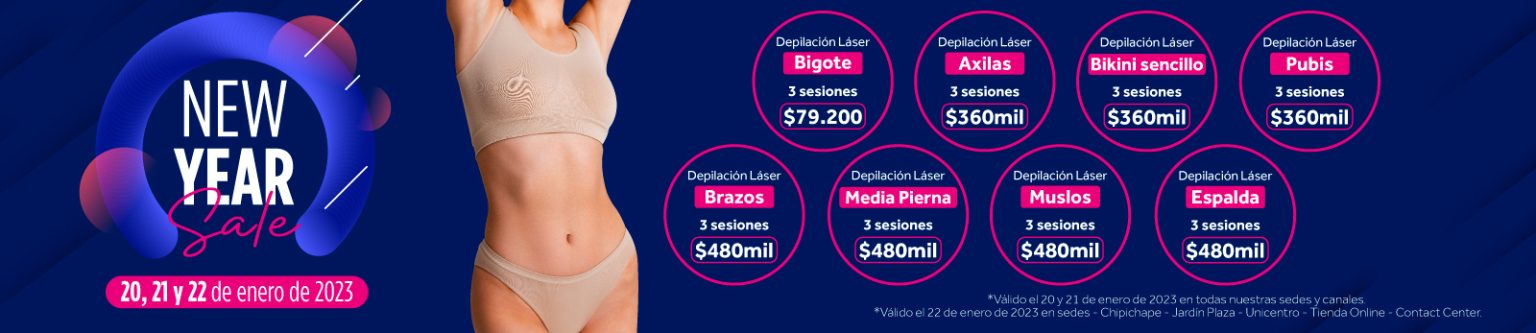 NEW
YEAR
Sale
20, 21 y 22 de enero de 2023
Depilación Láser
Bigote
3 sesiones
$79.200
Depilación Láser
Axilas
3 sesiones
$360mil
Depilación Láser
Bikini sencillo
3 sesiones
$360mil
Depilación Láser
Pubis
3 sesiones
$360mil
Depilación Láser
Brazos
3 sesiones
$480mil
Depilación Láser
Media Pierna
3 sesiones
$480mil
Depilación Láser
Muslos
3 sesiones
$480mil
Depilación Láser
Espalda
3 sesiones
$480mil
*Válido el 20 y 21 de enero de 2023 en todas nuestras sedes y canales.
*Válido el 22 de enero de 2023 en sedes - Chipichape - Jardín Plaza - Unicentro - Tienda Online - Contact Center.